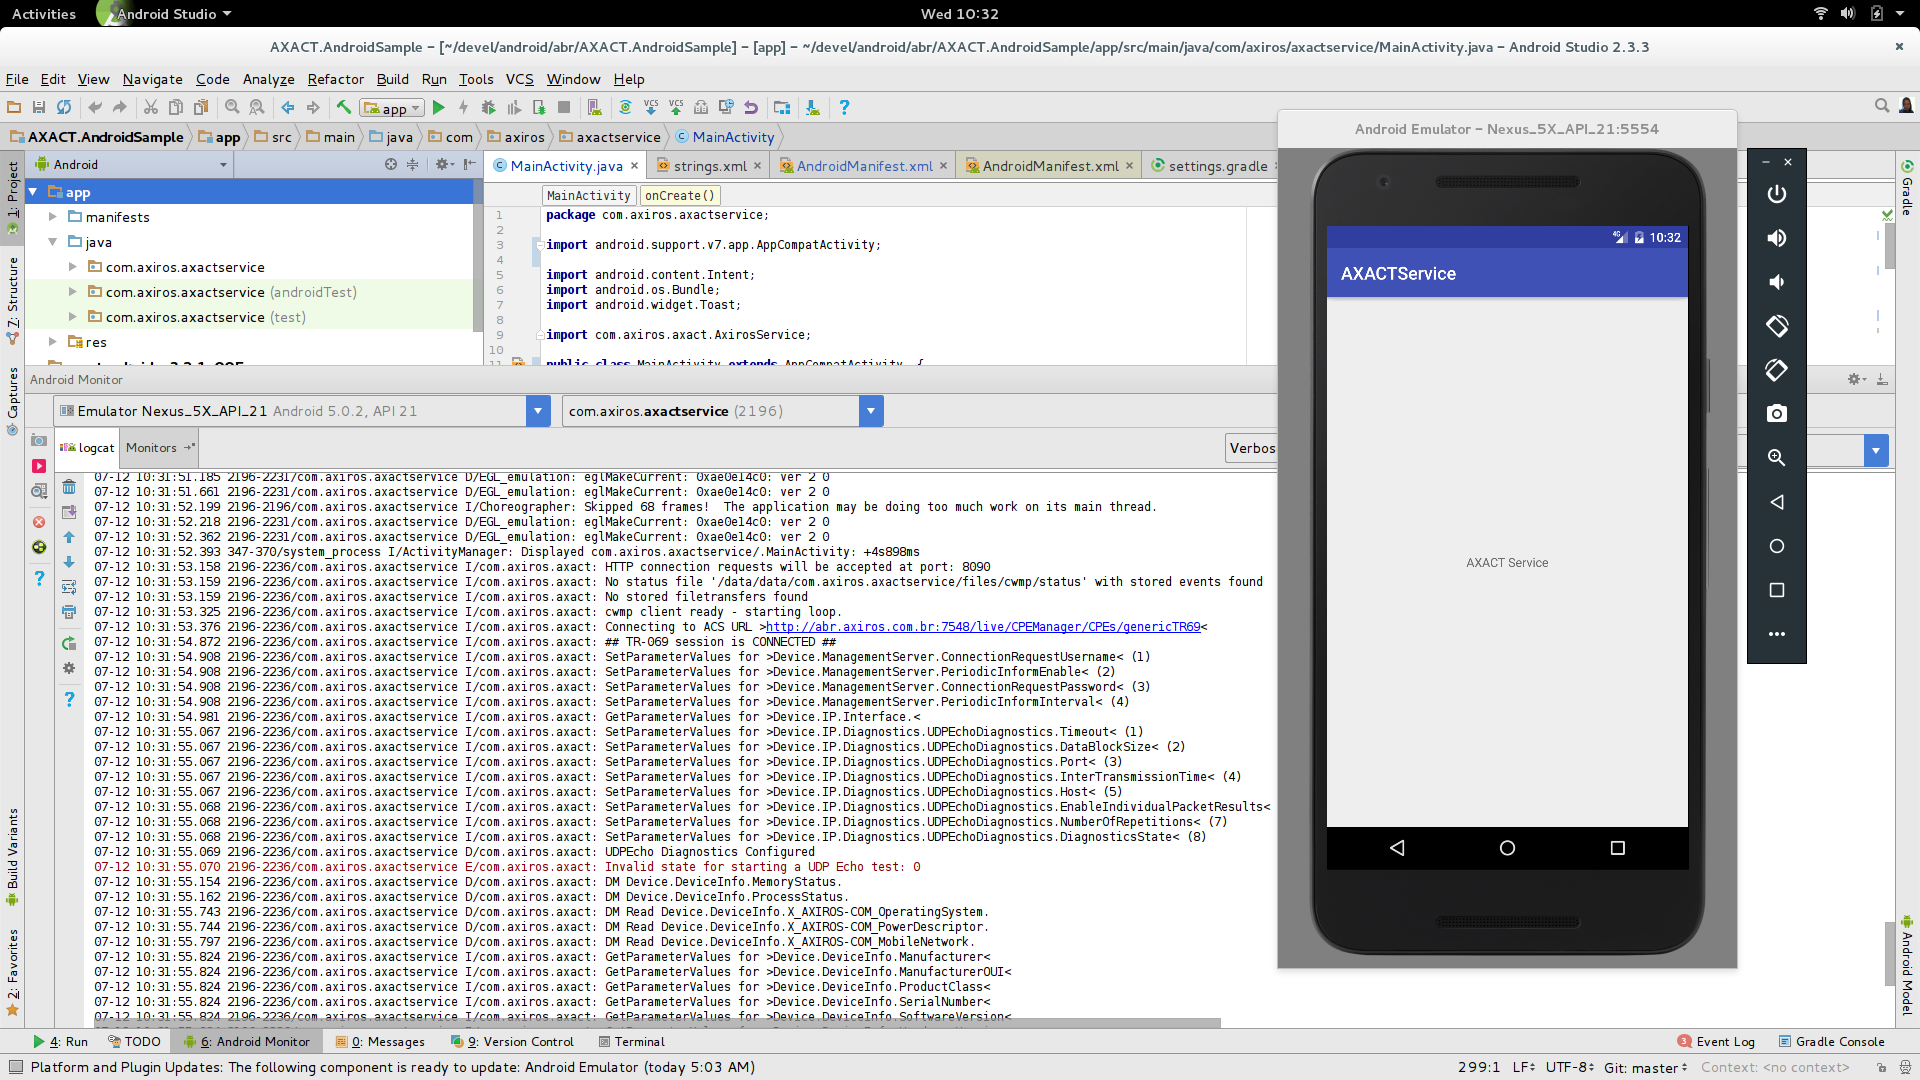 Activities
Android Studio
Wed 10:32
AXACT.AndroidSample – [~/devel/android/abr/AXACT.AndroidSample] – [app] – ~/devel/android/abr/AXACT.AndroidSample/app/src/main/java/com/axiros/axactservice/MainActivity.java – Android Studio 2.3.3
File Edit View Navigate Code Analyze Refactor Build Run Tools VCS Window Help
app
VCS VCS
AXACT.AndroidSample app src main java com axiros axactservice MainActivity
Android Emulator – Nexus_5X_API_21:5554
1: Project
7: Structure
Captures
Build Variants
2: Favorites
Android
app
manifests
java
com.axiros.axactservice
com.axiros.axactservice (androidTest)
com.axiros.axactservice (test)
res
MainActivity.java strings.xml AndroidManifest.xml AndroidManifest.xml settings.gradle
MainActivity onCreate()
1 package com.axiros.axactservice;
2
3 import android.support.v7.app.AppCompatActivity;
4
5 import android.content.Intent;
6 import android.os.Bundle;
7 import android.widget.Toast;
8
9 import com.axiros.axact.AxirosService;
10
11 public class MainActivity extends AppCompatActivity {
Gradle
Android Model
10:32
AXACTService
AXACT Service
Android Monitor
Emulator Nexus_5X_API_21 Android 5.0.2, API 21
com.axiros.axactservice (2196)
logcat Monitors
Verbos
07-12 10:31:51.185 2196-2231/com.axiros.axactservice D/EGL_emulation: eglMakeCurrent: 0xae0e14c0: ver 2 0
07-12 10:31:51.661 2196-2231/com.axiros.axactservice D/EGL_emulation: eglMakeCurrent: 0xae0e14c0: ver 2 0
07-12 10:31:52.199 2196-2196/com.axiros.axactservice I/Choreographer: Skipped 68 frames!  The application may be doing too much work on its main thread.
07-12 10:31:52.218 2196-2231/com.axiros.axactservice D/EGL_emulation: eglMakeCurrent: 0xae0e14c0: ver 2 0
07-12 10:31:52.362 2196-2231/com.axiros.axactservice D/EGL_emulation: eglMakeCurrent: 0xae0e14c0: ver 2 0
07-12 10:31:52.393 347-370/system_process I/ActivityManager: Displayed com.axiros.axactservice/.MainActivity: +4s898ms
07-12 10:31:53.158 2196-2236/com.axiros.axactservice I/com.axiros.axact: HTTP connection requests will be accepted at port: 8090
07-12 10:31:53.159 2196-2236/com.axiros.axactservice I/com.axiros.axact: No status file '/data/data/com.axiros.axactservice/files/cwmp/status' with stored events found
07-12 10:31:53.159 2196-2236/com.axiros.axactservice I/com.axiros.axact: No stored filetransfers found
07-12 10:31:53.325 2196-2236/com.axiros.axactservice I/com.axiros.axact: cwmp client ready - starting loop.
07-12 10:31:53.376 2196-2236/com.axiros.axactservice I/com.axiros.axact: Connecting to ACS URL >http://abr.axiros.com.br:7548/live/CPEManager/CPEs/genericTR69<
07-12 10:31:54.872 2196-2236/com.axiros.axactservice I/com.axiros.axact: ## TR-069 session is CONNECTED ##
07-12 10:31:54.908 2196-2236/com.axiros.axactservice I/com.axiros.axact: SetParameterValues for >Device.ManagementServer.ConnectionRequestUsername< (1)
07-12 10:31:54.908 2196-2236/com.axiros.axactservice I/com.axiros.axact: SetParameterValues for >Device.ManagementServer.PeriodicInformEnable< (2)
07-12 10:31:54.908 2196-2236/com.axiros.axactservice I/com.axiros.axact: SetParameterValues for >Device.ManagementServer.ConnectionRequestPassword< (3)
07-12 10:31:54.908 2196-2236/com.axiros.axactservice I/com.axiros.axact: SetParameterValues for >Device.ManagementServer.PeriodicInformInterval< (4)
07-12 10:31:54.981 2196-2236/com.axiros.axactservice I/com.axiros.axact: GetParameterValues for >Device.IP.Interface.<
07-12 10:31:55.067 2196-2236/com.axiros.axactservice I/com.axiros.axact: SetParameterValues for >Device.IP.Diagnostics.UDPEchoDiagnostics.Timeout< (1)
07-12 10:31:55.067 2196-2236/com.axiros.axactservice I/com.axiros.axact: SetParameterValues for >Device.IP.Diagnostics.UDPEchoDiagnostics.DataBlockSize< (2)
07-12 10:31:55.067 2196-2236/com.axiros.axactservice I/com.axiros.axact: SetParameterValues for >Device.IP.Diagnostics.UDPEchoDiagnostics.Port< (3)
07-12 10:31:55.067 2196-2236/com.axiros.axactservice I/com.axiros.axact: SetParameterValues for >Device.IP.Diagnostics.UDPEchoDiagnostics.InterTransmissionTime< (4)
07-12 10:31:55.067 2196-2236/com.axiros.axactservice I/com.axiros.axact: SetParameterValues for >Device.IP.Diagnostics.UDPEchoDiagnostics.Host< (5)
07-12 10:31:55.068 2196-2236/com.axiros.axactservice I/com.axiros.axact: SetParameterValues for >Device.IP.Diagnostics.UDPEchoDiagnostics.EnableIndividualPacketResults<
07-12 10:31:55.068 2196-2236/com.axiros.axactservice I/com.axiros.axact: SetParameterValues for >Device.IP.Diagnostics.UDPEchoDiagnostics.NumberOfRepetitions< (7)
07-12 10:31:55.068 2196-2236/com.axiros.axactservice I/com.axiros.axact: SetParameterValues for >Device.IP.Diagnostics.UDPEchoDiagnostics.DiagnosticsState< (8)
07-12 10:31:55.069 2196-2236/com.axiros.axactservice D/com.axiros.axact: UDPEcho Diagnostics Configured
07-12 10:31:55.070 2196-2236/com.axiros.axactservice E/com.axiros.axact: Invalid state for starting a UDP Echo test: 0
07-12 10:31:55.154 2196-2236/com.axiros.axactservice D/com.axiros.axact: DM Device.DeviceInfo.MemoryStatus.
07-12 10:31:55.162 2196-2236/com.axiros.axactservice D/com.axiros.axact: DM Device.DeviceInfo.ProcessStatus.
07-12 10:31:55.743 2196-2236/com.axiros.axactservice D/com.axiros.axact: DM Read Device.DeviceInfo.X_AXIROS-COM_OperatingSystem.
07-12 10:31:55.744 2196-2236/com.axiros.axactservice D/com.axiros.axact: DM Read Device.DeviceInfo.X_AXIROS-COM_PowerDescriptor.
07-12 10:31:55.797 2196-2236/com.axiros.axactservice D/com.axiros.axact: DM Read Device.DeviceInfo.X_AXIROS-COM_MobileNetwork.
07-12 10:31:55.824 2196-2236/com.axiros.axactservice I/com.axiros.axact: GetParameterValues for >Device.DeviceInfo.Manufacturer<
07-12 10:31:55.824 2196-2236/com.axiros.axactservice I/com.axiros.axact: GetParameterValues for >Device.DeviceInfo.ManufacturerOUI<
07-12 10:31:55.824 2196-2236/com.axiros.axactservice I/com.axiros.axact: GetParameterValues for >Device.DeviceInfo.ProductClass<
07-12 10:31:55.824 2196-2236/com.axiros.axactservice I/com.axiros.axact: GetParameterValues for >Device.DeviceInfo.SerialNumber<
07-12 10:31:55.824 2196-2236/com.axiros.axactservice I/com.axiros.axact: GetParameterValues for >Device.DeviceInfo.SoftwareVersion<
4: Run TODO 6: Android Monitor 0: Messages 9: Version Control Terminal 3 Event Log Gradle Console
Platform and Plugin Updates: The following component is ready to update: Android Emulator (today 5:03 AM)
299:1 LF UTF-8 Git: master Context: <no context>